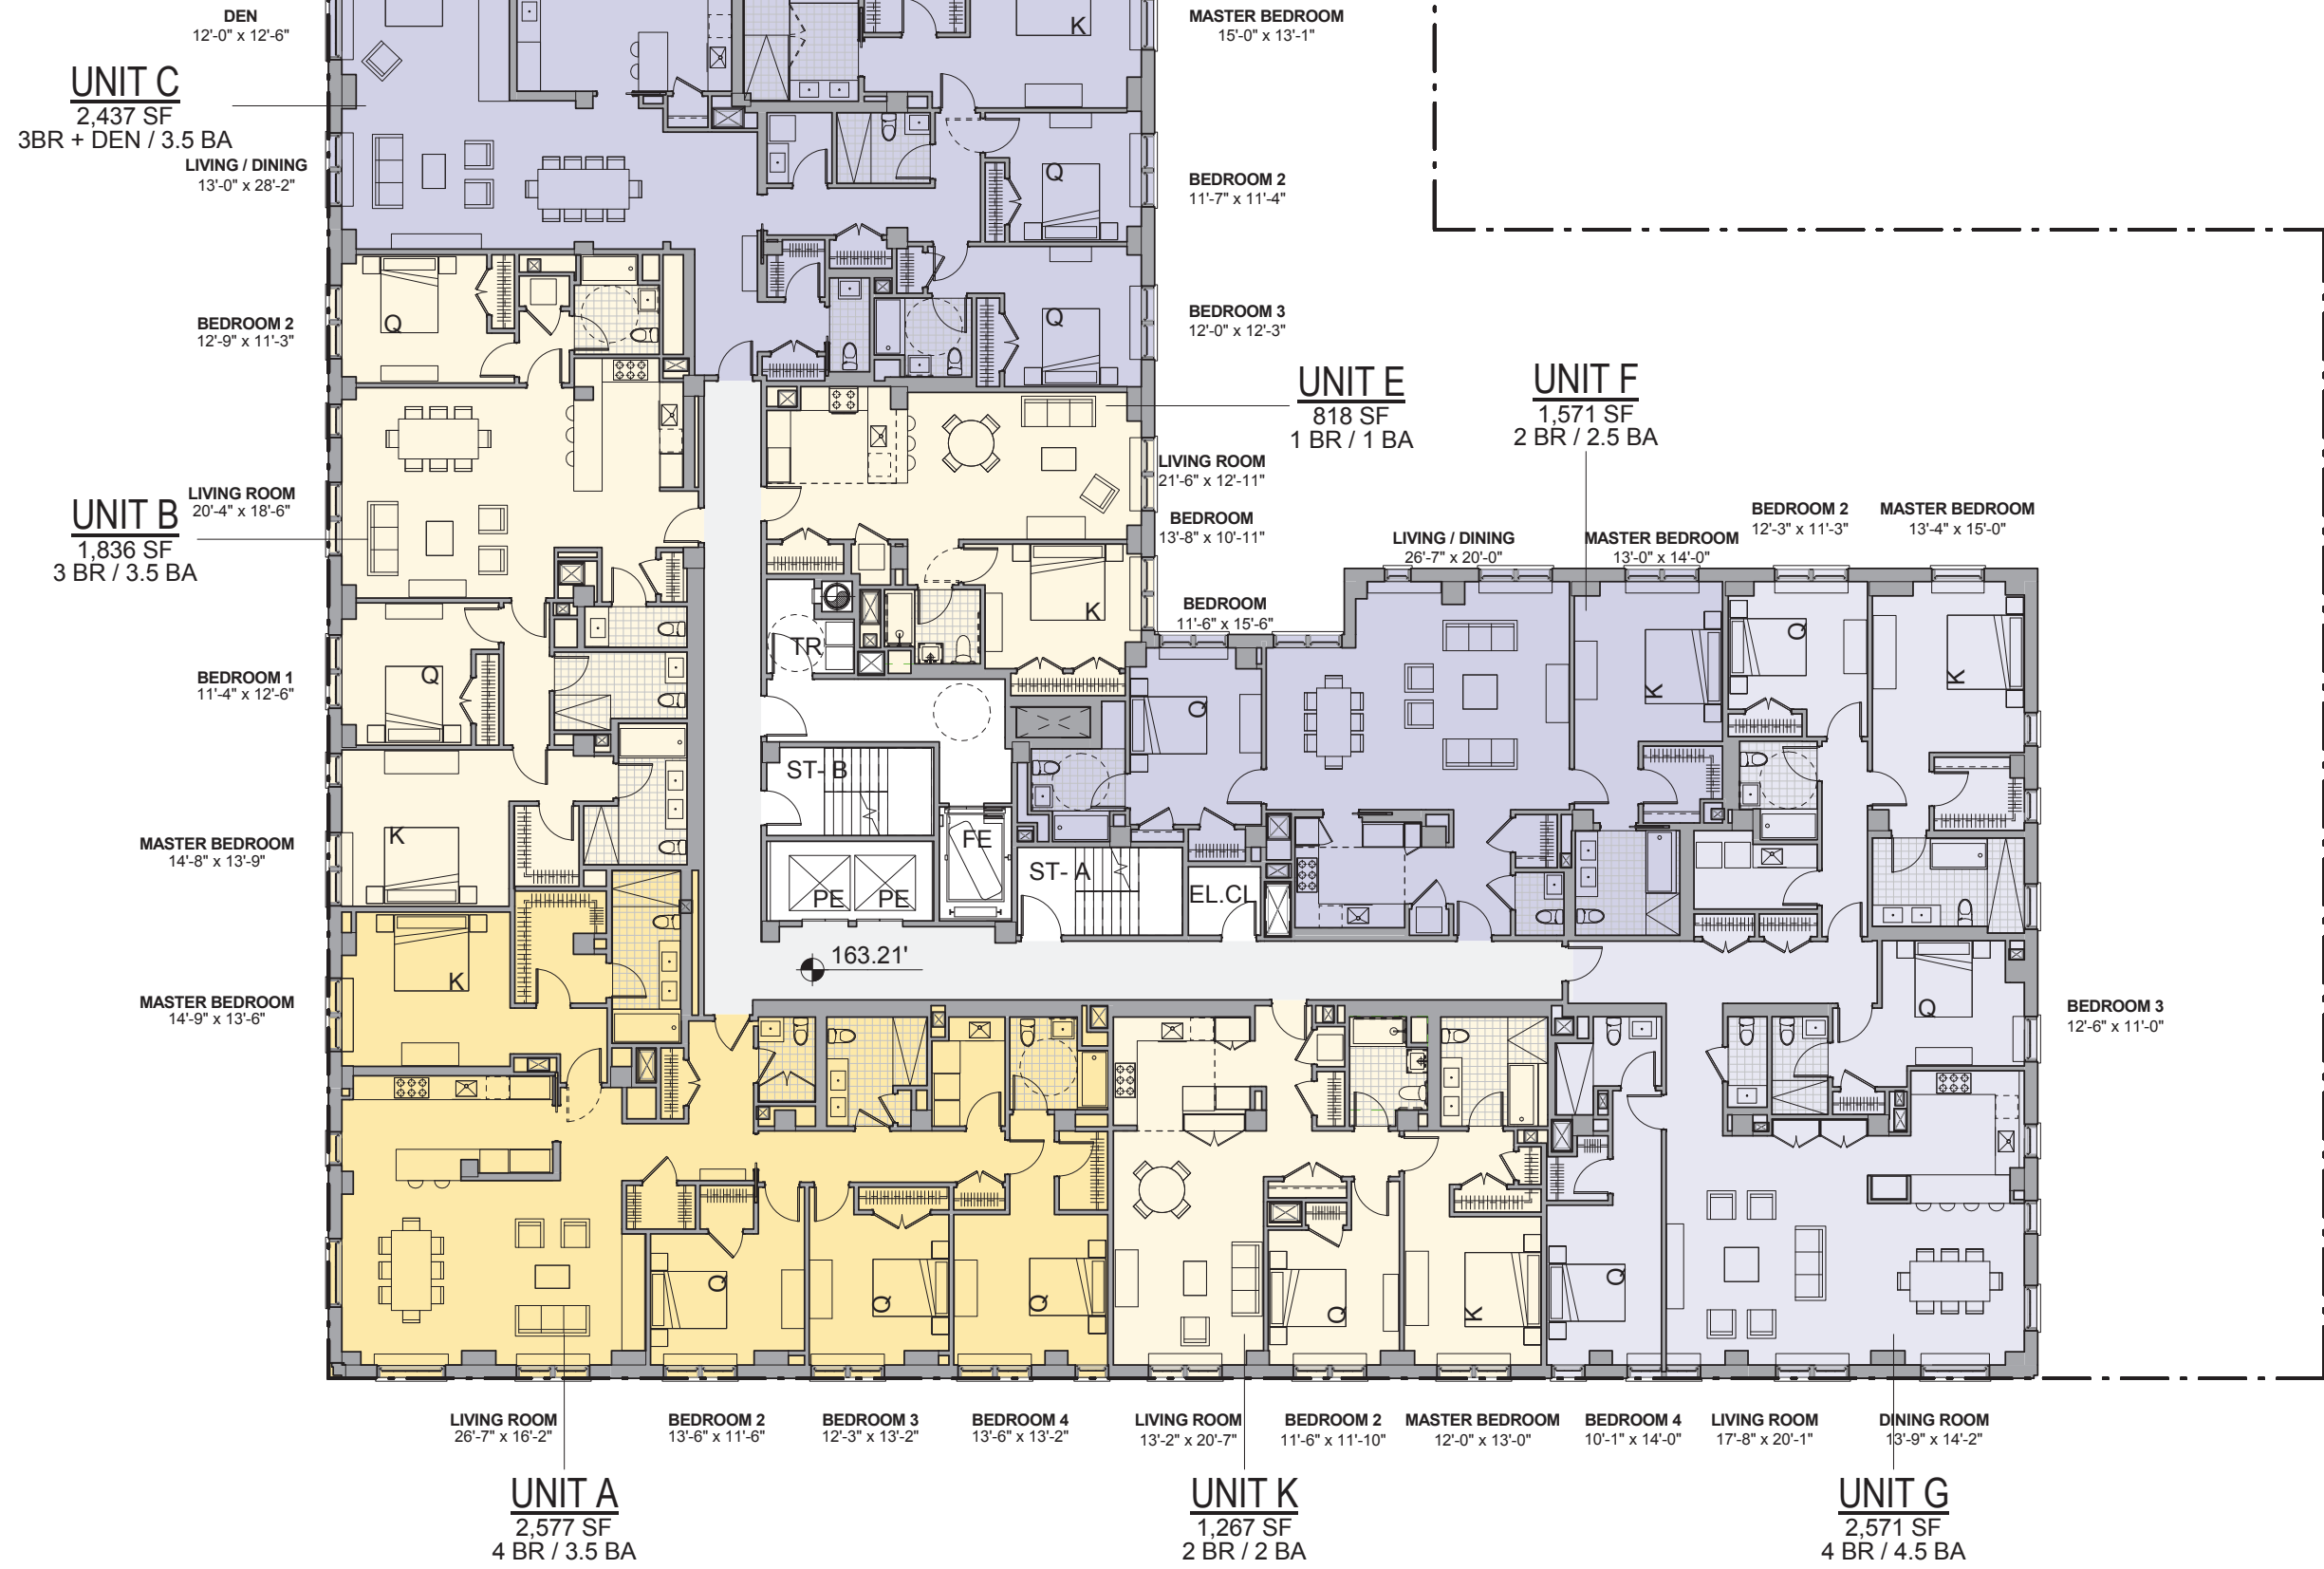 DEN
12'-0" x 12'-6"
MASTER BEDROOM
15'-0" x 13'-1"
K
UNIT C
2,437 SF
3BR + DEN / 3.5 BA
LIVING / DINING
13'-0" x 28'-2"
Q
BEDROOM 2
11'-7" x 11'-4"
BEDROOM 2
12'-9" x 11'-3"
Q
Q
BEDROOM 3
12'-0" x 12'-3"
UNIT E
818 SF
1 BR / 1 BA
UNIT F
1,571 SF
2 BR / 2.5 BA
LIVING ROOM
21'-6" x 12'-11"
UNIT B
1,836 SF
3 BR / 3.5 BA
LIVING ROOM
20'-4" x 18'-6"
BEDROOM
13'-8" x 10'-11"
LIVING / DINING
26'-7" x 20'-0"
MASTER BEDROOM
13'-0" x 14'-0"
BEDROOM 2
12'-3" x 11'-3"
MASTER BEDROOM
13'-4" x 15'-0"
K
BEDROOM
11'-6" x 15'-6"
TR
Q
BEDROOM 1
11'-4" x 12'-6"
Q
Q
K
K
ST- B
K
MASTER BEDROOM
14'-8" x 13'-9"
FE
ST- A
PE
PE
EL.CL
163.21'
K
MASTER BEDROOM
14'-9" x 13'-6"
Q
BEDROOM 3
12'-6" x 11'-0"
Q
Q
Q
Q
K
Q
LIVING ROOM
26'-7" x 16'-2"
BEDROOM 2
13'-6" x 11'-6"
BEDROOM 3
12'-3" x 13'-2"
BEDROOM 4
13'-6" x 13'-2"
LIVING ROOM
13'-2" x 20'-7"
BEDROOM 2
11'-6" x 11'-10"
MASTER BEDROOM
12'-0" x 13'-0"
BEDROOM 4
10'-1" x 14'-0"
LIVING ROOM
17'-8" x 20'-1"
DINING ROOM
13'-9" x 14'-2"
UNIT A
2,577 SF
4 BR / 3.5 BA
UNIT K
1,267 SF
2 BR / 2 BA
UNIT G
2,571 SF
4 BR / 4.5 BA